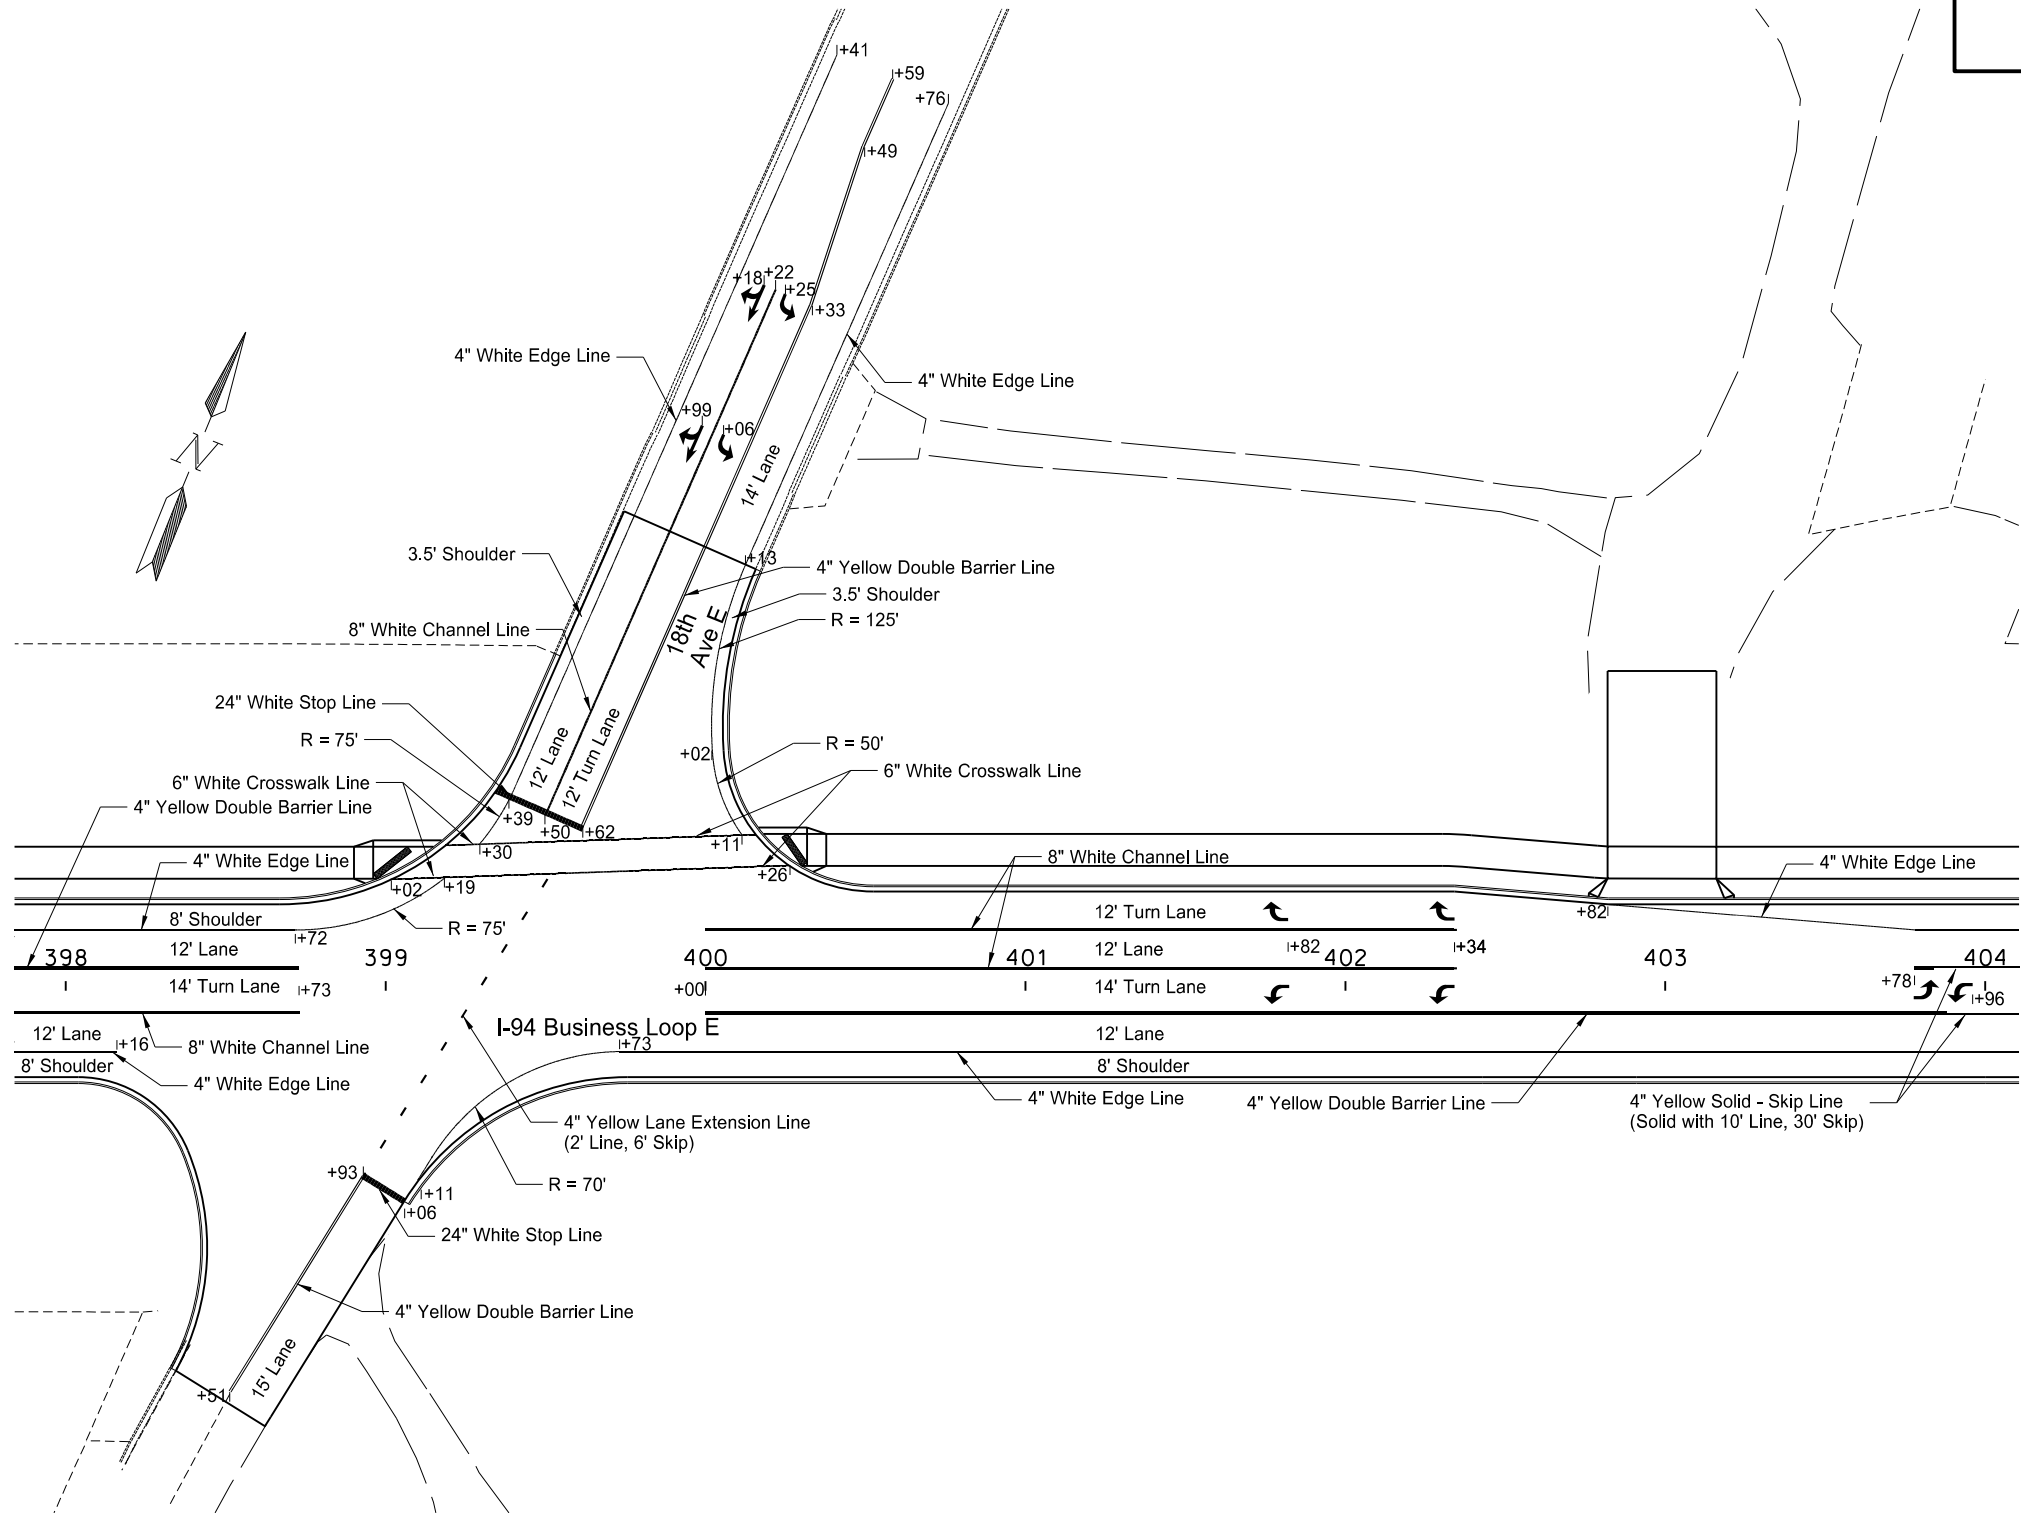 +41
+59
+76
+49
+18
+22
+25
+33
4" White Edge Line
4" White Edge Line
+99
+06
N
14' Lane
3.5' Shoulder
+13
4" Yellow Double Barrier Line
3.5' Shoulder
R = 125'
8" White Channel Line
18th
Ave E
24" White Stop Line
R = 75'
12' Lane
12' Turn Lane
+02
R = 50'
6" White Crosswalk Line
6" White Crosswalk Line
4" Yellow Double Barrier Line
+39
+50
+62
+30
+11
4" White Edge Line
8" White Channel Line
4" White Edge Line
+02
+19
+26
8' Shoulder
R = 75'
12' Turn Lane
+82
+72
12' Lane
12' Lane
+82
+34
398
399
400
401
402
403
404
14' Turn Lane
+73
+00
14' Turn Lane
+78
+96
12' Lane
+16
8" White Channel Line
I-94 Business Loop E
+73
12' Lane
8' Shoulder
4" White Edge Line
8' Shoulder
4" White Edge Line
4" Yellow Double Barrier Line
4" Yellow Solid - Skip Line
(Solid with 10' Line, 30' Skip)
4" Yellow Lane Extension Line
(2' Line, 6' Skip)
+93
R = 70'
+11
+06
24" White Stop Line
4" Yellow Double Barrier Line
15' Lane
+51